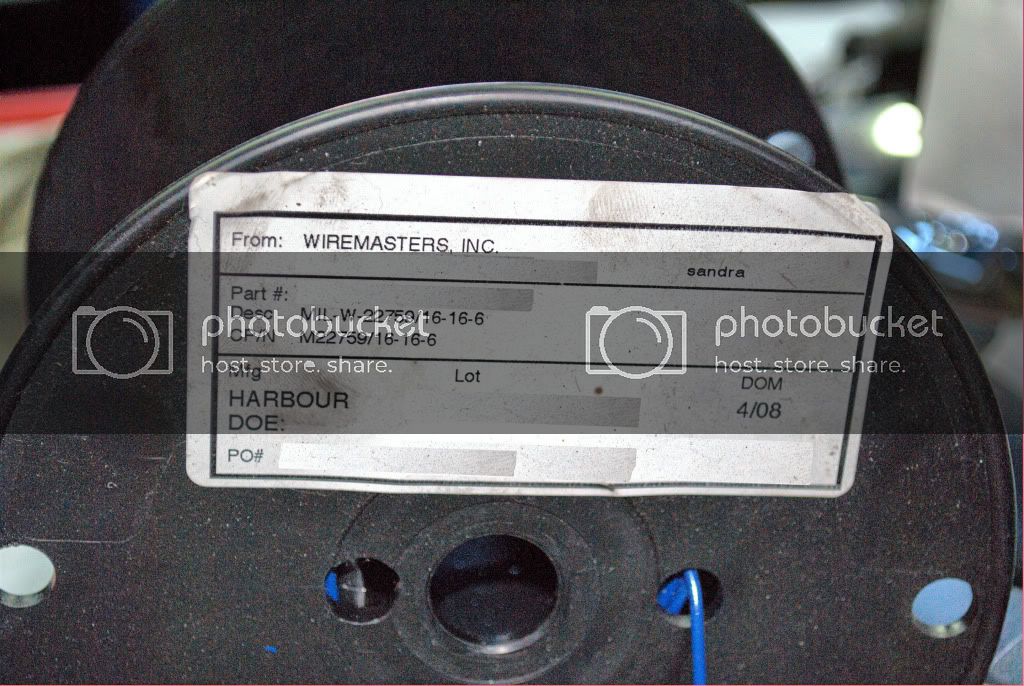 From: WIREMASTERS, INC.
sandra
Part #:
Desc MIL-W-22759/16-16-6
CP/N M22759/16-16-6
photobucket photobucket
host. store. share. host. store. share.
Mfg Lot DOM
HARBOUR 4/08
DOE:
PO#